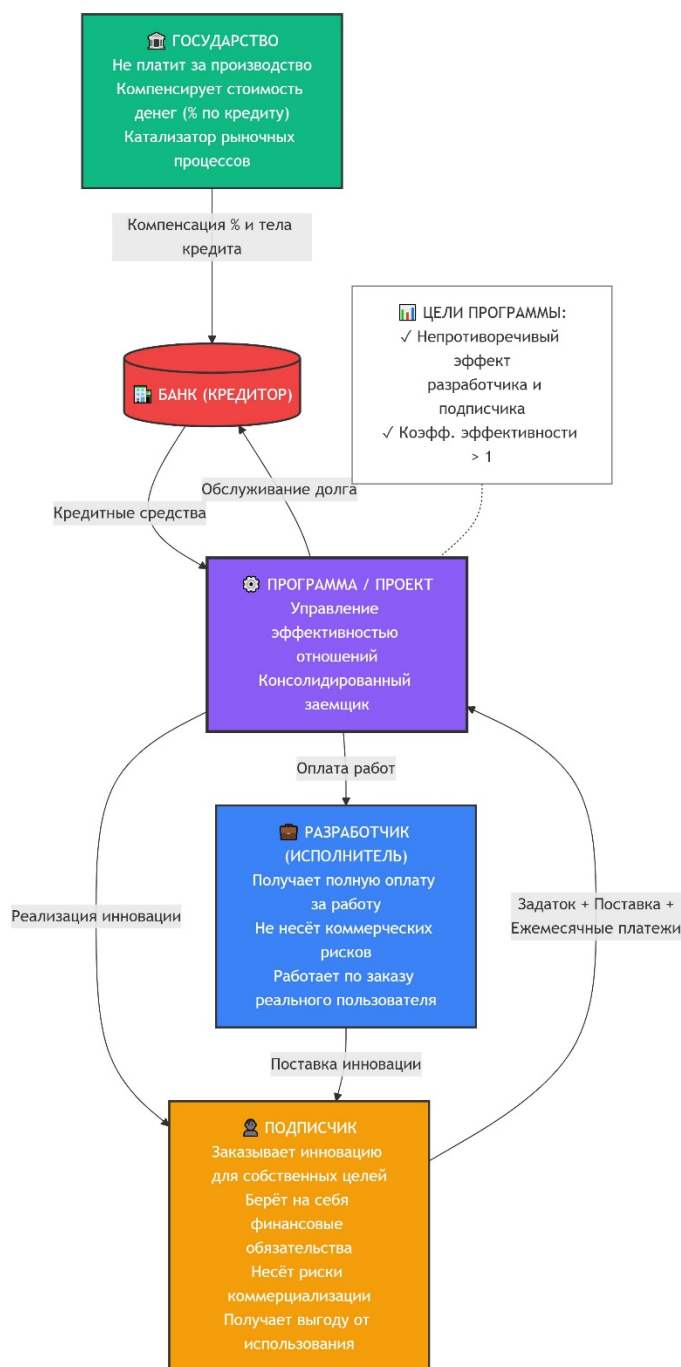 🏛️ ГОСУДАРСТВО
Не платит за производство
Компенсирует стоимость
денег (% по кредиту)
Катализатор рыночных
процессов
Компенсация % и тела
кредита
📊 ЦЕЛИ ПРОГРАММЫ:
✓ Непротиворечивый
эффект
разработчика и
подписчика
✓ Коэфф. эффективности
> 1
🏦 БАНК (КРЕДИТОР)
Обслуживание долга
Кредитные средства
⚙️ ПРОГРАММА / ПРОЕКТ
Управление
эффективностью
отношений
Консолидированный
заемщик
Оплата работ
💼 РАЗРАБОТЧИК
(ИСПОЛНИТЕЛЬ)
Получает полную оплату
за работу
Не несёт коммерческих
рисков
Работает по заказу
реального пользователя
Реализация инновации
Задаток + Поставка +
Ежемесячные платежи
Поставка инновации
👤 ПОДПИСЧИК
Заказывает инновацию
для собственных целей
Берёт на себя
финансовые
обязательства
Несёт риски
коммерциализации
Получает выгоду от
использования